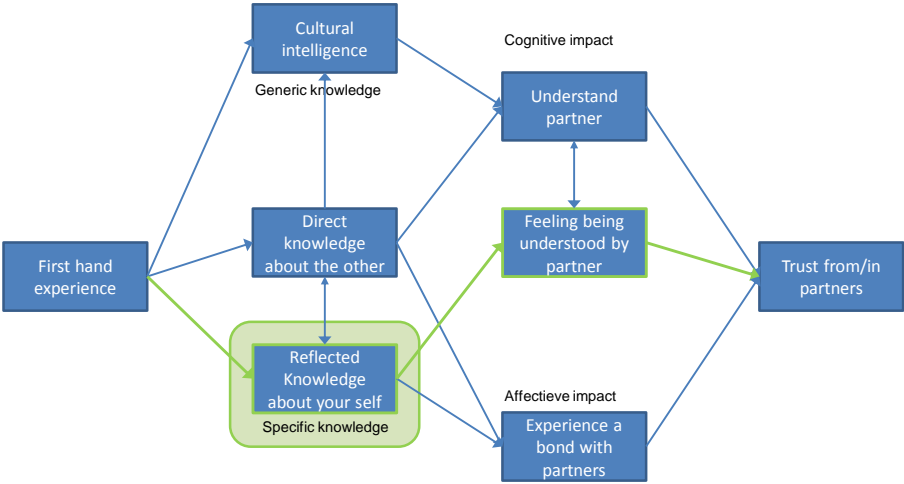 Cultural
intelligence
Generic knowledge
Cognitive impact
Understand
partner
Direct
knowledge
about the other
Feeling being
understood by
partner
First hand
experience
Trust from/in
partners
Reflected
Knowledge
about your self
Specific knowledge
Affectieve impact
Experience a
bond with
partners